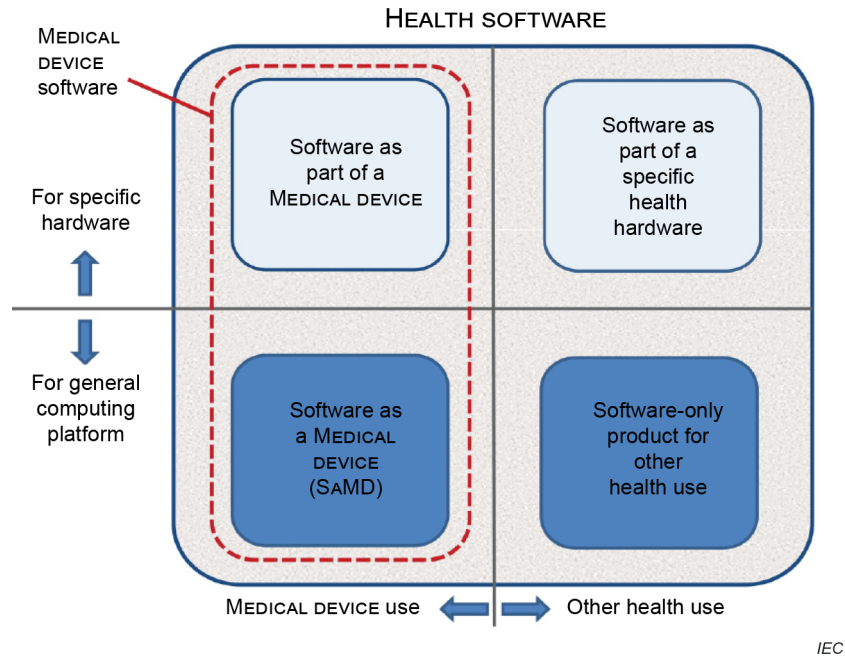 HEALTH SOFTWARE
MEDICAL
DEVICE
software
Software as
part of a
MEDICAL DEVICE
Software as
part of a
specific
health
hardware
For specific
hardware
For general
computing
platform
Software as
a MEDICAL
DEVICE
(SAMD)
Software-only
product for
other
health use
MEDICAL DEVICE use
Other health use
IEC